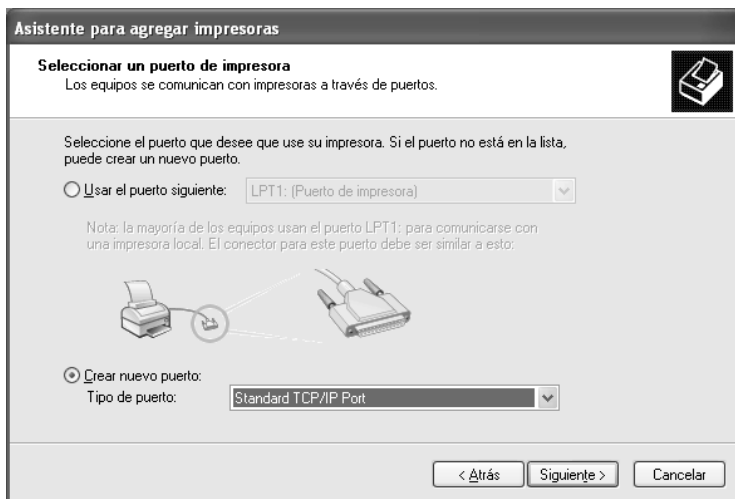 Asistente para agregar impresoras
Seleccionar un puerto de impresora
Los equipos se comunican con impresoras a través de puertos.
Seleccione el puerto que desee que use su impresora. Si el puerto no está en la lista,
puede crear un nuevo puerto.
Usar el puerto siguiente: LPT1: (Puerto de impresora)
Nota: la mayoría de los equipos usan el puerto LPT1: para comunicarse con
una impresora local. El conector para este puerto debe ser similar a esto:
Crear nuevo puerto:
Tipo de puerto: Standard TCP/IP Port
< Atrás Siguiente > Cancelar